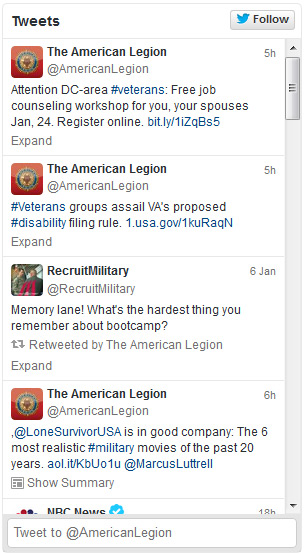 Tweets
Follow
The American Legion 5h
@AmericanLegion
Attention DC-area #veterans: Free job
counseling workshop for you, your spouses
Jan, 24. Register online. bit.ly/1iZqBs5
Expand
The American Legion 5h
@AmericanLegion
#Veterans groups assail VA's proposed
#disability filing rule. 1.usa.gov/1kuRaqN
Expand
RecruitMilitary 6 Jan
@RecruitMilitary
Memory lane! What's the hardest thing you
remember about bootcamp?
Retweeted by The American Legion
Expand
The American Legion 6h
@AmericanLegion
,@LoneSurvivorUSA is in good company: The 6
most realistic #military movies of the past 20
years. aol.it/KbUo1u @MarcusLuttrell
Show Summary
NBC News 18h
Tweet to @AmericanLegion